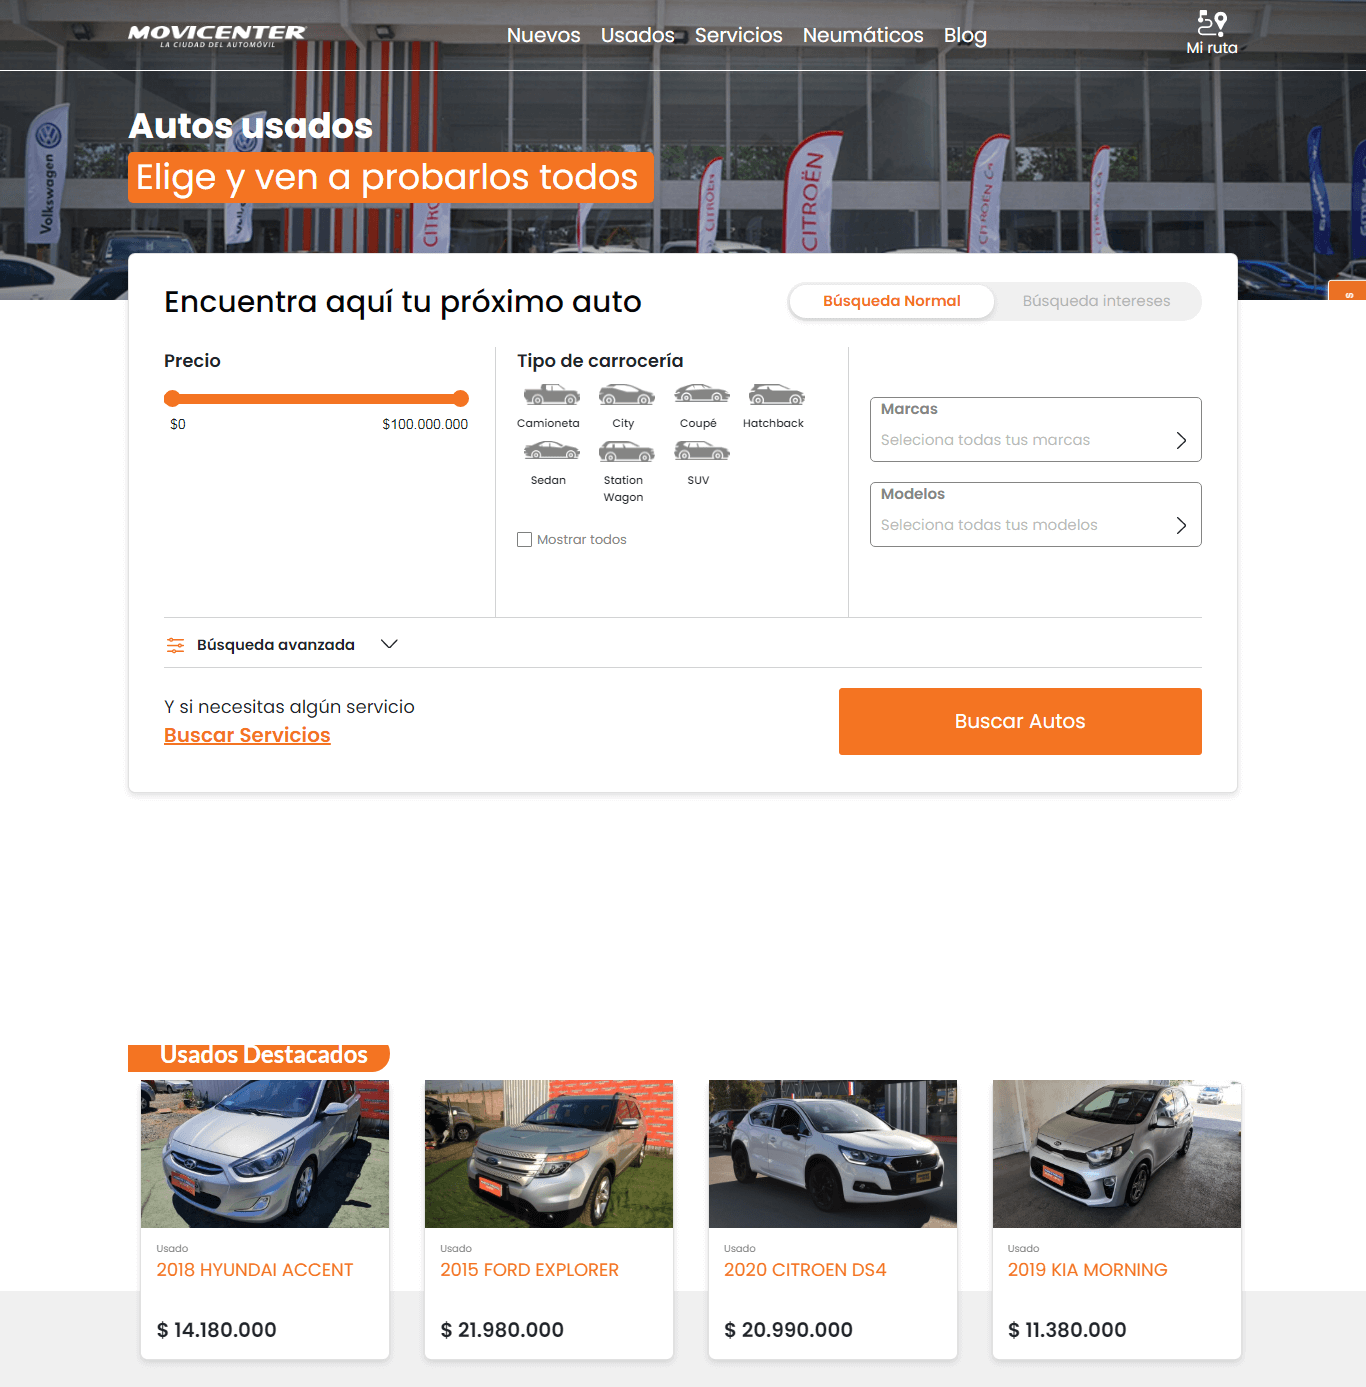 MOVICENTER
LA CIUDAD DEL AUTOMÓVIL
Nuevos
Usados
Servicios
Neumáticos
Blog
Mi ruta
Autos usados
Elige y ven a probarlos todos
Volkswagen
CITROËN
CITROËN
Encuentra aquí tu próximo auto
Búsqueda Normal
Búsqueda intereses
Precio
$0
$100.000.000
Tipo de carrocería
Camioneta
City
Coupé
Hatchback
Sedan
Station
Wagon
SUV
Mostrar todos
Marcas
Seleciona todas tus marcas
Modelos
Seleciona todas tus modelos
Búsqueda avanzada
Y si necesitas algún servicio
Buscar Servicios
Buscar Autos
Usados Destacados
Usado
2018 HYUNDAI ACCENT
$ 14.180.000
Usado
2015 FORD EXPLORER
$ 21.980.000
Usado
2020 CITROEN DS4
$ 20.990.000
Usado
2019 KIA MORNING
$ 11.380.000